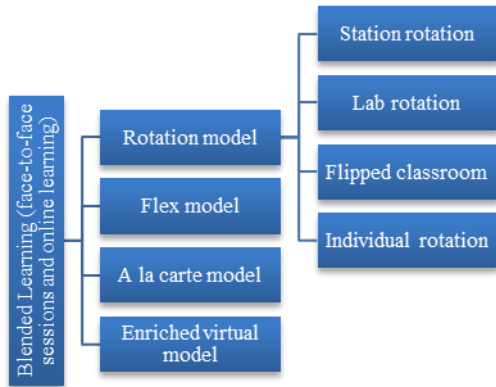 Blended Learning (face-to-face
sessions and online learning)
Rotation model
Flex model
A la carte model
Enriched virtual
model
Station rotation
Lab rotation
Flipped classroom
Individual rotation